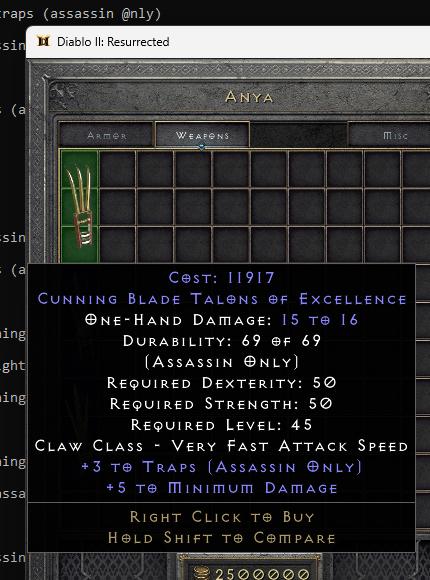 traps (assassin @nly)
Diablo II: Resurrected
Anya
Armor
Weapons
Misc
Cost: 11917
Cunning Blade Talons of Excellence
One-Hand Damage: 15 to 16
Durability: 69 of 69
(Assassin Only)
Required Dexterity: 50
Required Strength: 50
Required Level: 45
Claw Class - Very Fast Attack Speed
+3 to Traps (Assassin Only)
+5 to Minimum Damage
Right Click to Buy
Hold Shift to Compare
2500000